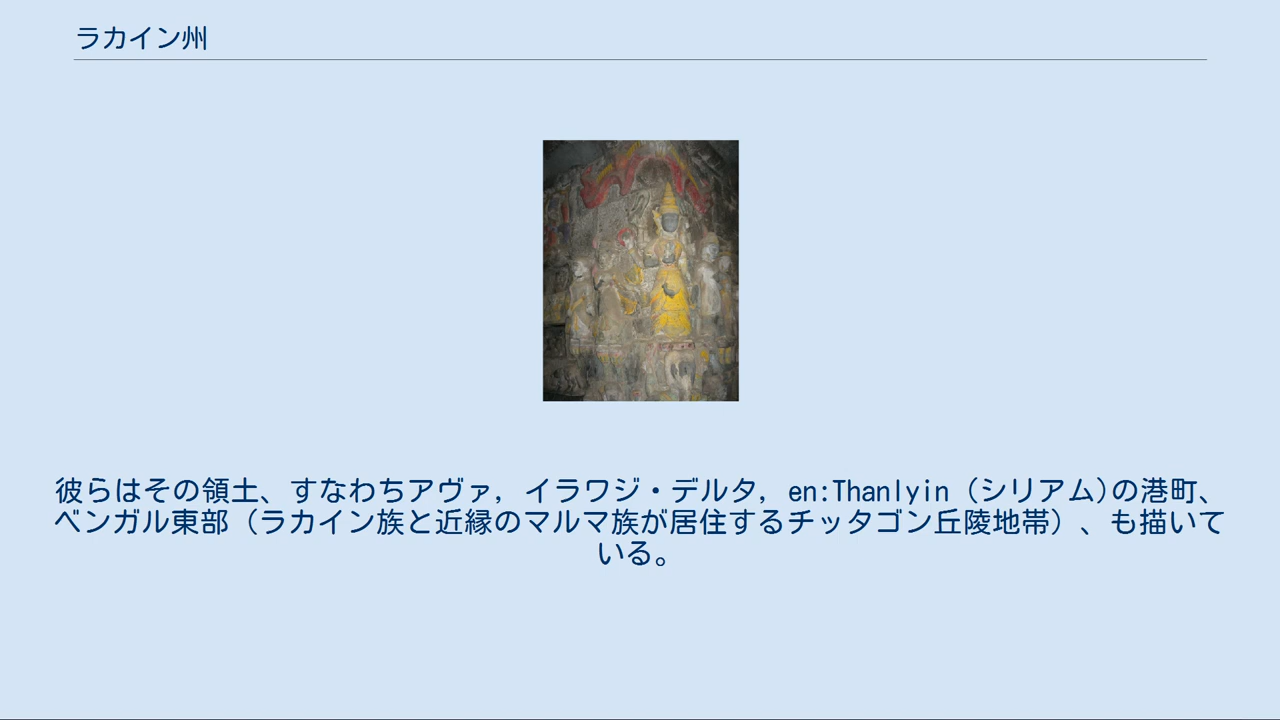 ラカイン州
彼らはその領土、すなわちアヴァ, イラワジ・デルタ, en:Thanlyin (シリアム)の港町、
ベンガル東部（ラカイン族と近縁のマルマ族が居住するチッタゴン丘陵地帯）、も描いて
いる。